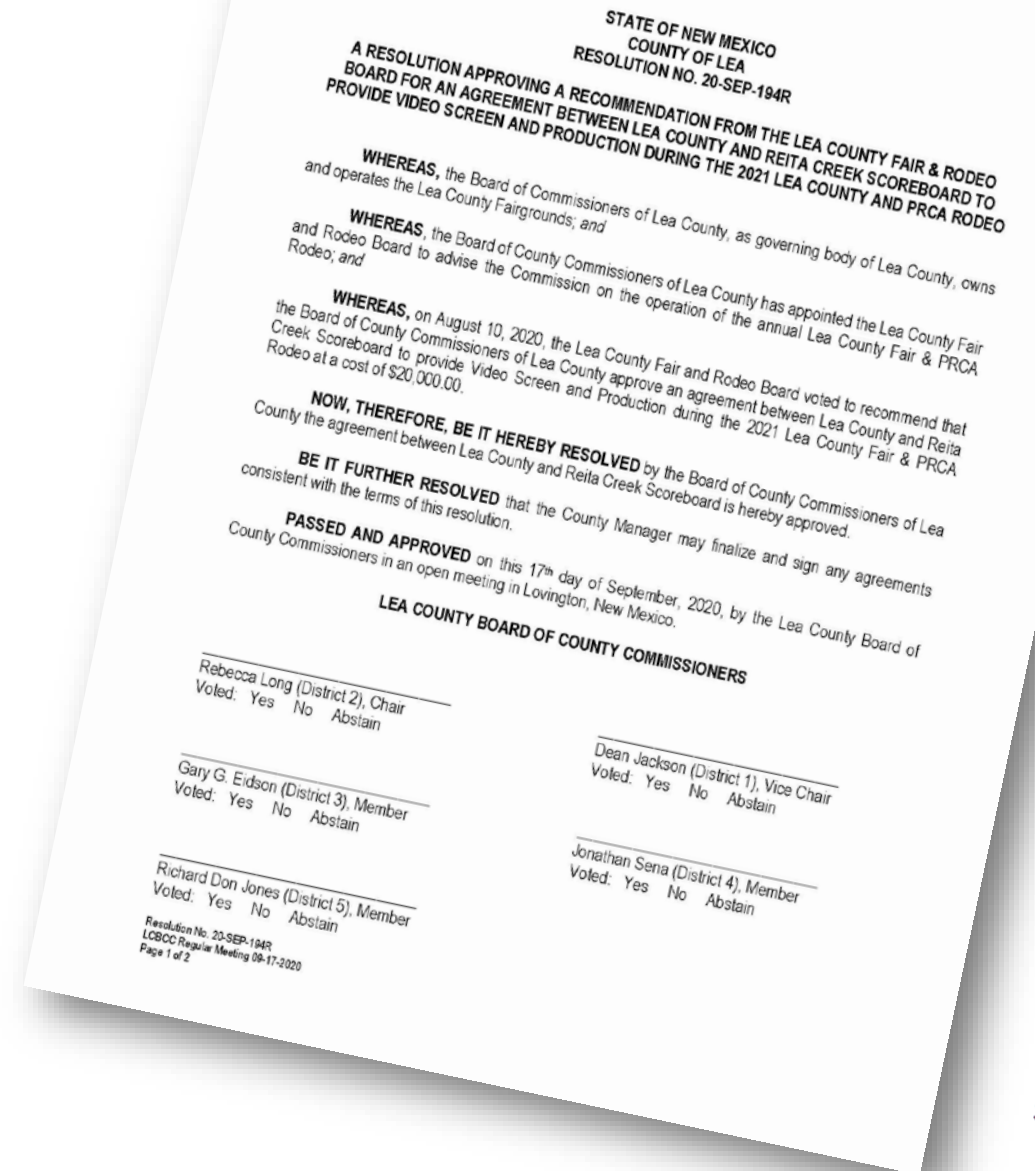 STATE OF NEW MEXICO
COUNTY OF LEA
RESOLUTION NO. 20-SEP-194R
A RESOLUTION APPROVING A RECOMMENDATION FROM THE LEA COUNTY FAIR & RODEO
BOARD FOR AN AGREEMENT BETWEEN LEA COUNTY AND REITA CREEK SCOREBOARD TO
PROVIDE VIDEO SCREEN AND PRODUCTION DURING THE 2021 LEA COUNTY AND PRCA RODEO
WHEREAS, the Board of Commissioners of Lea County, as governing body of Lea County, owns
and operates the Lea County Fairgrounds; and
WHEREAS, the Board of County Commissioners of Lea County has appointed the Lea County Fair
and Rodeo Board to advise the Commission on the operation of the annual Lea County Fair & PRCA
Rodeo; and
WHEREAS, on August 10, 2020, the Lea County Fair and Rodeo Board voted to recommend that
the Board of County Commissioners of Lea County approve an agreement between Lea County and Reita
Creek Scoreboard to provide Video Screen and Production during the 2021 Lea County Fair & PRCA
Rodeo at a cost of $20,000.00.
NOW, THEREFORE, BE IT HEREBY RESOLVED by the Board of County Commissioners of Lea
County the agreement between Lea County and Reita Creek Scoreboard is hereby approved.
BE IT FURTHER RESOLVED that the County Manager may finalize and sign any agreements
consistent with the terms of this resolution.
PASSED AND APPROVED on this 17th day of September, 2020, by the Lea County Board of
County Commissioners in an open meeting in Lovington, New Mexico.
LEA COUNTY BOARD OF COUNTY COMMISSIONERS
Rebecca Long (District 2), Chair
Voted: Yes No Abstain
Dean Jackson (District 1), Vice Chair
Voted: Yes No Abstain
Gary G. Eidson (District 3), Member
Voted: Yes No Abstain
Jonathan Sena (District 4), Member
Voted: Yes No Abstain
Richard Don Jones (District 5), Member
Voted: Yes No Abstain
Resolution No. 20-SEP-194R
LCBCC Regular Meeting 09-17-2020
Page 1 of 2